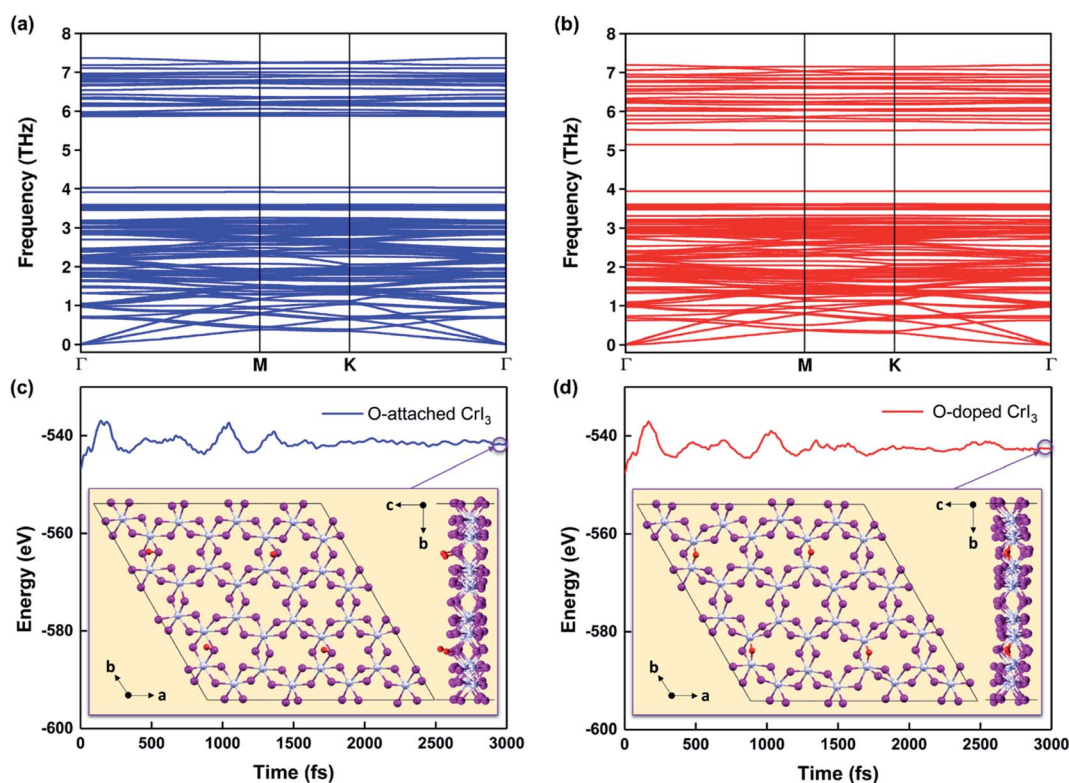 (a)
8
7
6
5
4
3
2
1
0
Frequency (THz)
Γ M K Γ
(b)
8
7
6
5
4
3
2
1
0
Frequency (THz)
Γ M K Γ
(c)
O-attached CrI3
-540
-560
-580
-600
Energy (eV)
c
b
b
a
0 500 1000 1500 2000 2500 3000
Time (fs)
(d)
O-doped CrI3
-540
-560
-580
-600
Energy (eV)
c
b
b
a
0 500 1000 1500 2000 2500 3000
Time (fs)